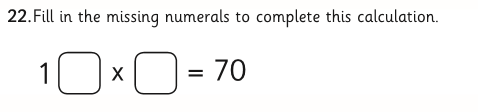 22.Fill in the missing numerals to complete this calculation.
1 x = 70